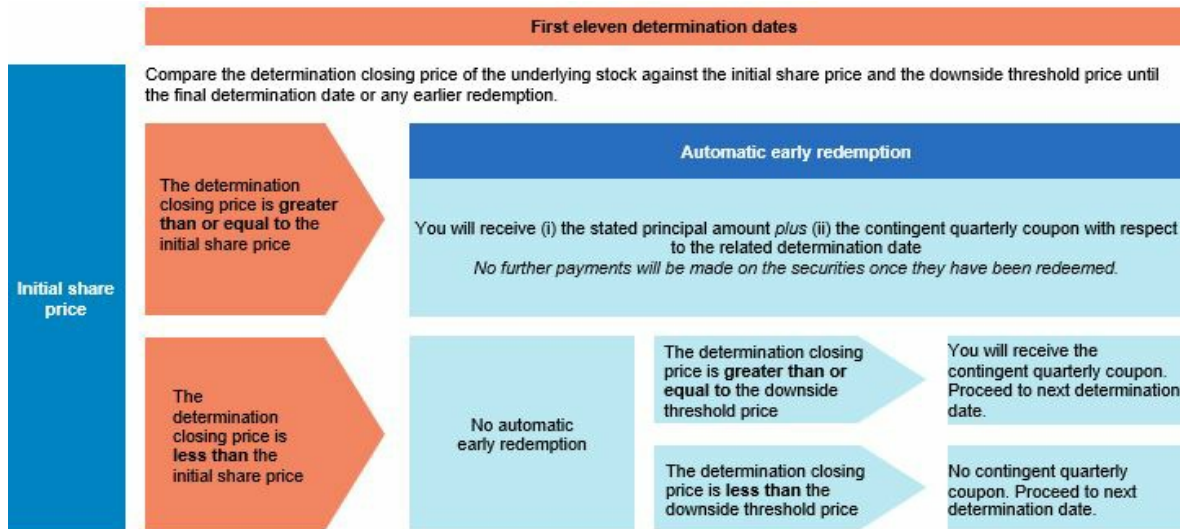 First eleven determination dates
Compare the determination closing price of the underlying stock against the initial share price and the downside threshold price until
the final determination date or any earlier redemption.
Initial share
price
The determination
closing price is greater
than or equal to the
initial share price
Automatic early redemption
You will receive (i) the stated principal amount plus (ii) the contingent quarterly coupon with respect
to the related determination date
No further payments will be made on the securities once they have been redeemed.
The
determination
closing price is
less than the
initial share price
No automatic
early redemption
The determination closing
price is greater than or
equal to the downside
threshold price
You will receive the
contingent quarterly coupon.
Proceed to next determination
date.
The determination closing
price is less than the
downside threshold price
No contingent quarterly
coupon. Proceed to next
determination date.